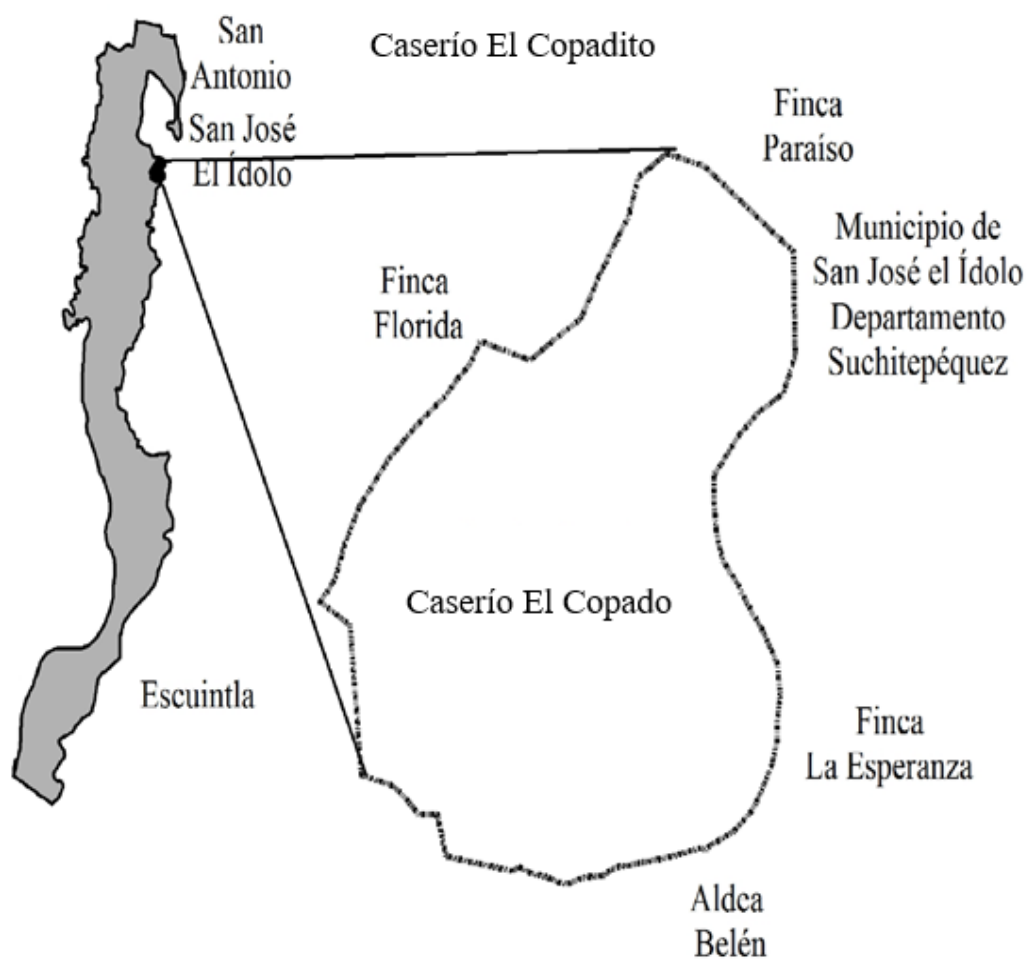 San
Antonio
San José
El Ídolo
Caserío El Copadito
Finca
Paraíso
Municipio de
San José el Ídolo
Departamento
Suchitepéquez
Finca
Florida
Caserío El Copado
Escuintla
Finca
La Esperanza
Aldca
Belén